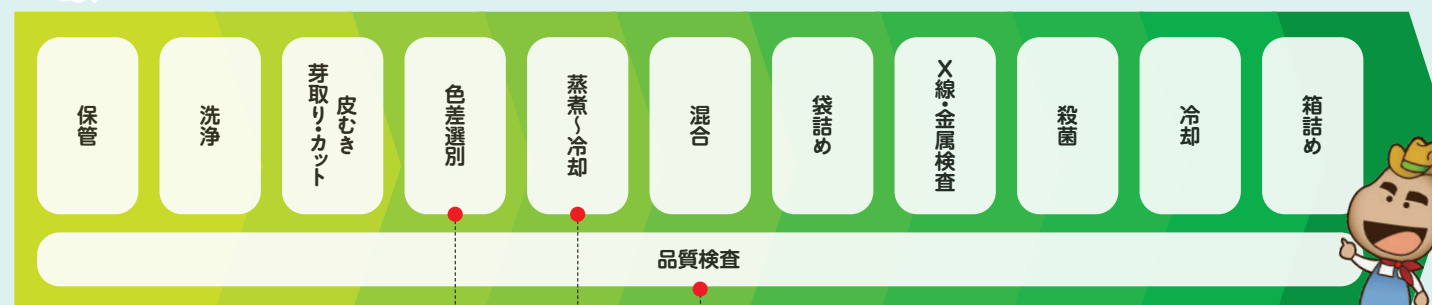 保管
洗浄
皮むき
芽取り・カット
色差選別
蒸煮～冷却
混合
袋詰め
X線・金属検査
殺菌
冷却
箱詰め
品質検査